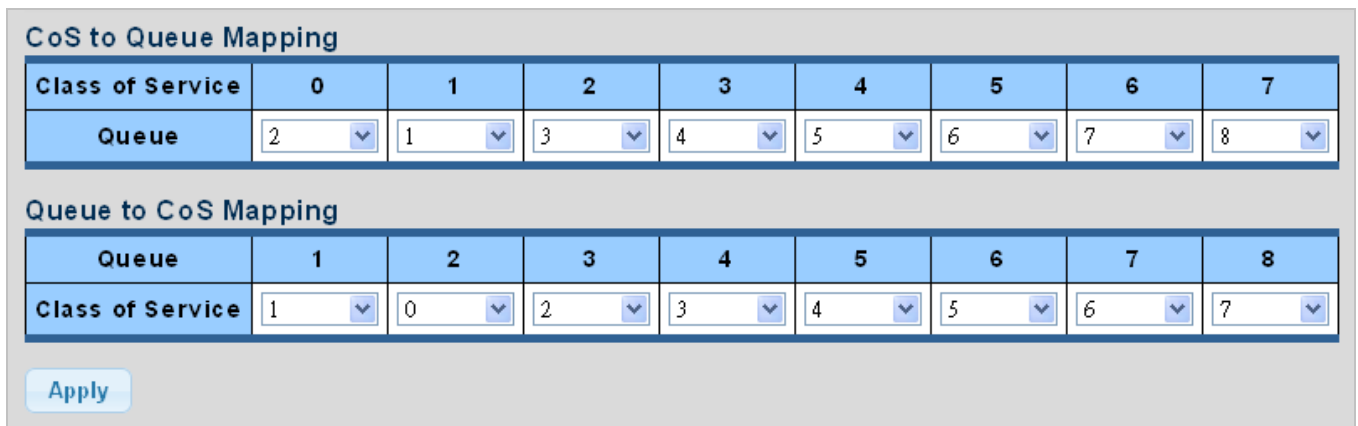 CoS to Queue Mapping
Class of Service 0 1 2 3 4 5 6 7
Queue 2 1 3 4 5 6 7 8
Queue to CoS Mapping
Queue 1 2 3 4 5 6 7 8
Class of Service 1 0 2 3 4 5 6 7
Apply